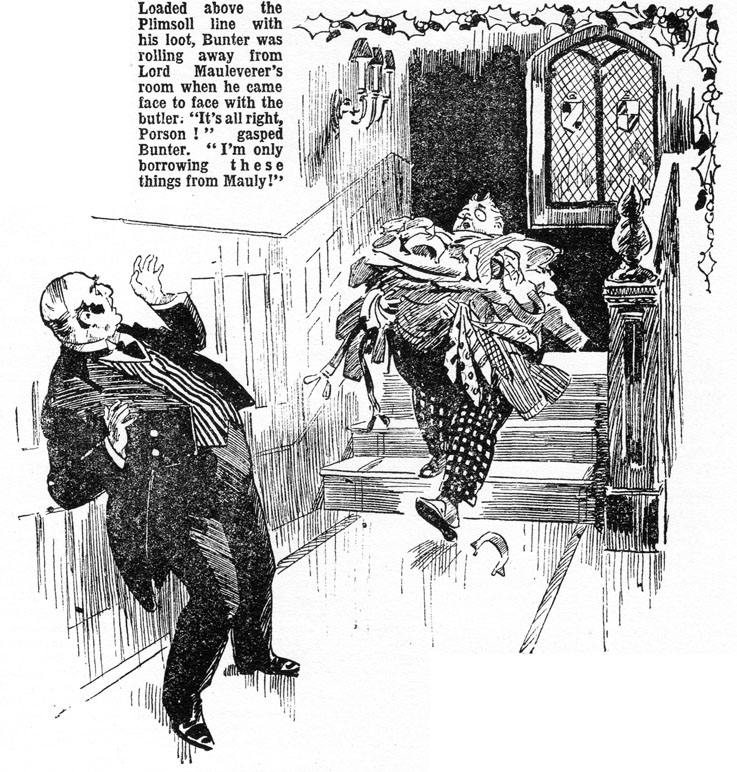 Loaded above the
Plimsoll line with
his loot, Bunter was
rolling away from
Lord Mauleverer's
room when he came
face to face with the
butler. "It's all right,
Porson ! " gasped
Bunter. " I'm only
borrowing these
things from Mauly!"